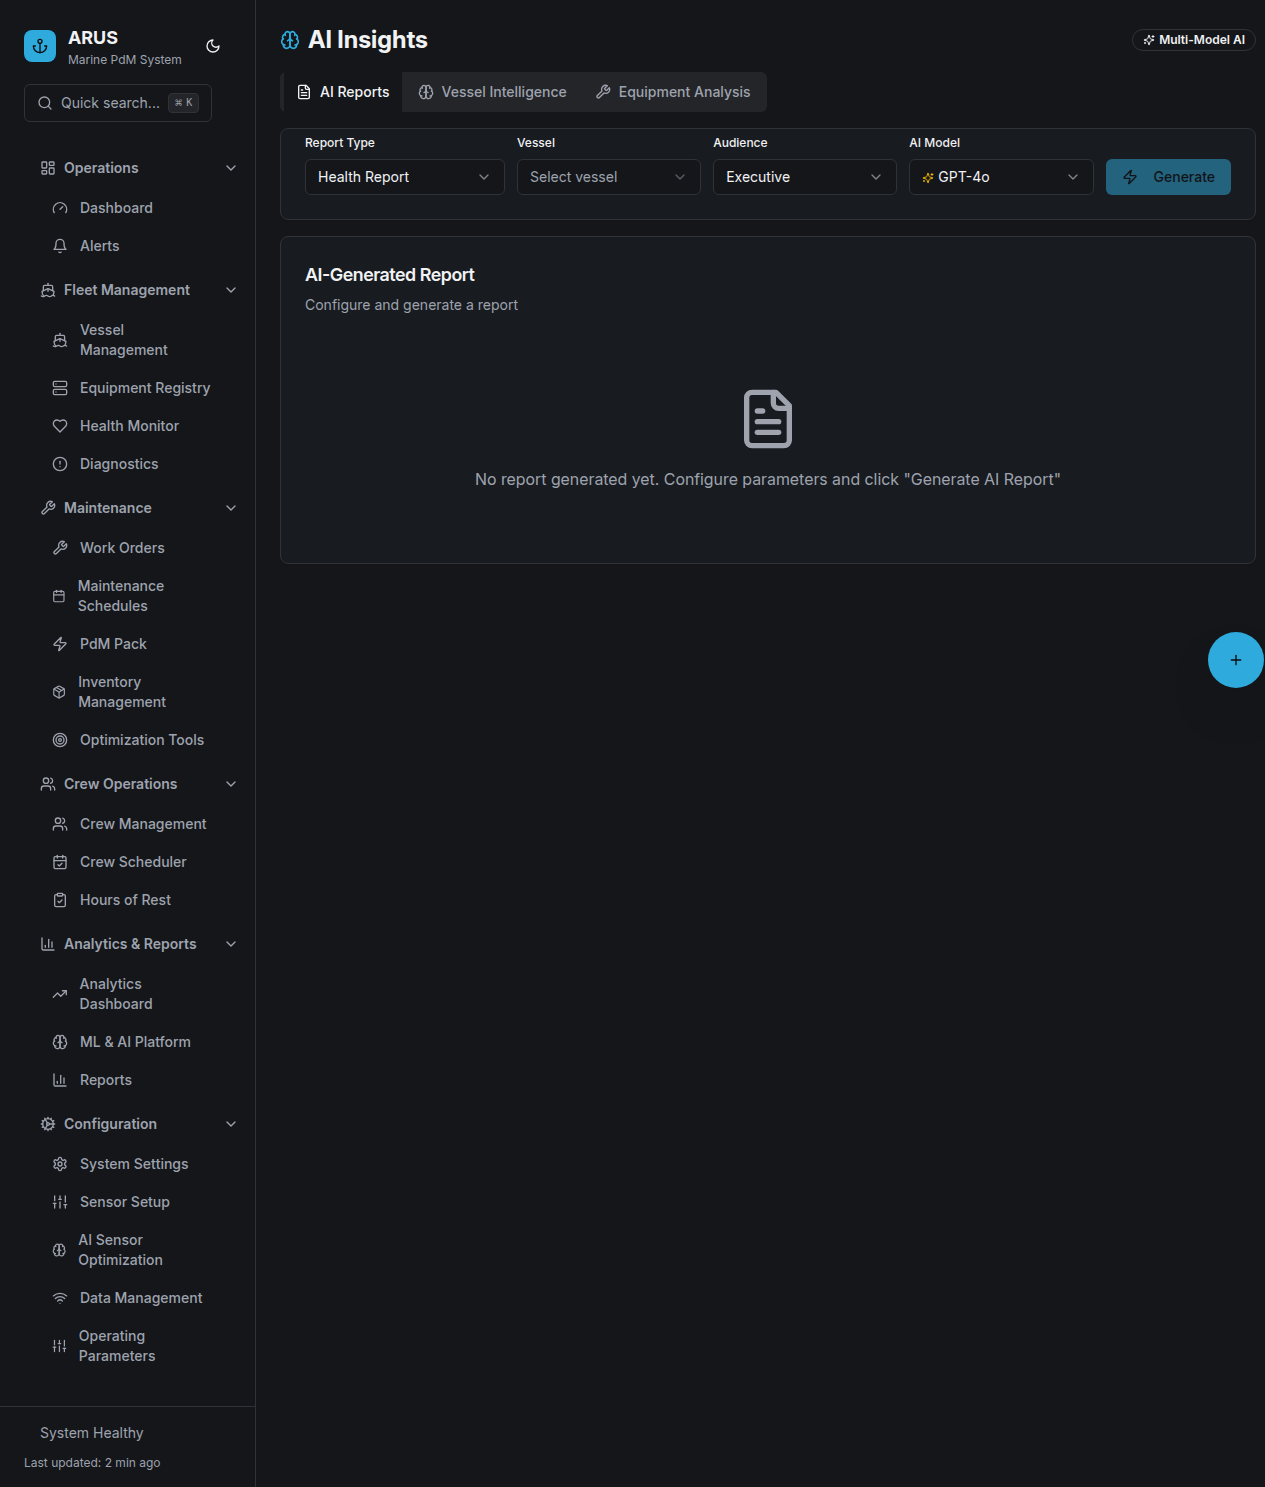 ARUS
Marine PdM System
Quick search...
⌘ K
Operations
Dashboard
Alerts
Fleet Management
Vessel
Management
Equipment Registry
Health Monitor
Diagnostics
Maintenance
Work Orders
Maintenance
Schedules
PdM Pack
Inventory
Management
Optimization Tools
Crew Operations
Crew Management
Crew Scheduler
Hours of Rest
Analytics & Reports
Analytics
Dashboard
ML & AI Platform
Reports
Configuration
System Settings
Sensor Setup
AI Sensor
Optimization
Data Management
Operating
Parameters
System Healthy
Last updated: 2 min ago
AI Insights
Multi-Model AI
AI Reports
Vessel Intelligence
Equipment Analysis
Report Type
Vessel
Audience
AI Model
Health Report
Select vessel
Executive
GPT-4o
Generate
AI-Generated Report
Configure and generate a report
No report generated yet. Configure parameters and click "Generate AI Report"